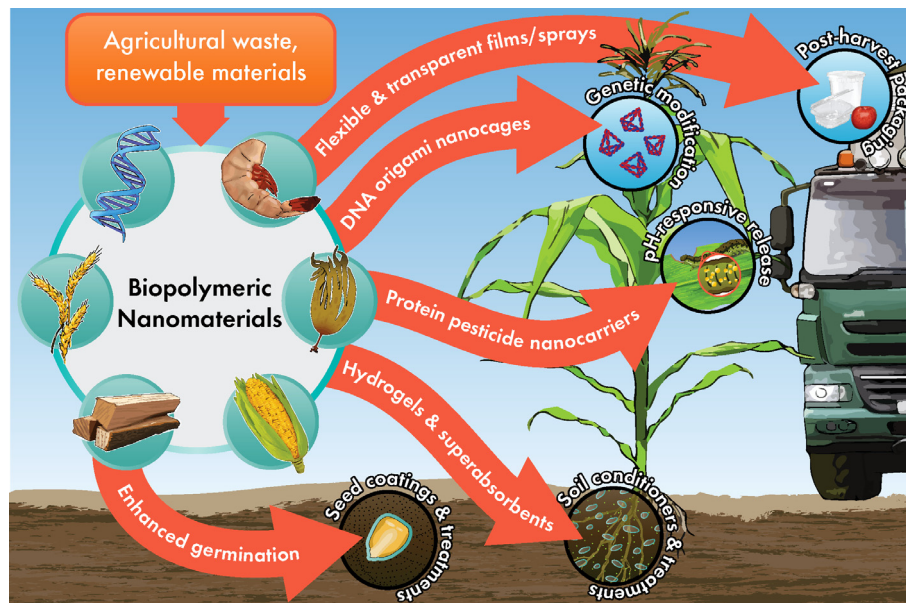 Agricultural waste,
renewable materials
Flexible & transparent films/sprays
Post-harvest packaging
DNA origami nanocages
Genetic modification
pH-responsive release
Biopolymeric
Nanomaterials
Protein pesticide nanocarriers
Hydrogels & superabsorbents
Soil conditioners & treatments
Enhanced germination
Seed coatings & treatments